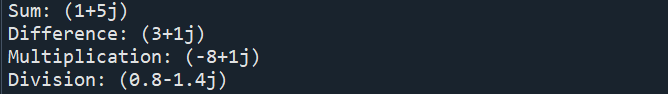 Sum: (1+5j)
Difference: (3+1j)
Multiplication: (-8+1j)
Division: (0.8-1.4j)